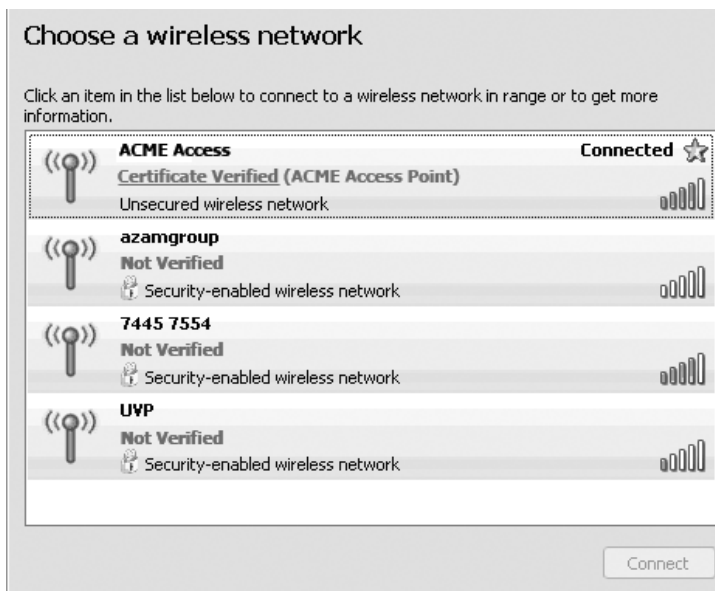 Choose a wireless network
Click an item in the list below to connect to a wireless network in range or to get more
information.
ACME Access Connected
Certificate Verified (ACME Access Point)
Unsecured wireless network
azamgroup
Not Verified
Security-enabled wireless network
7445 7554
Not Verified
Security-enabled wireless network
UVP
Not Verified
Security-enabled wireless network
Connect